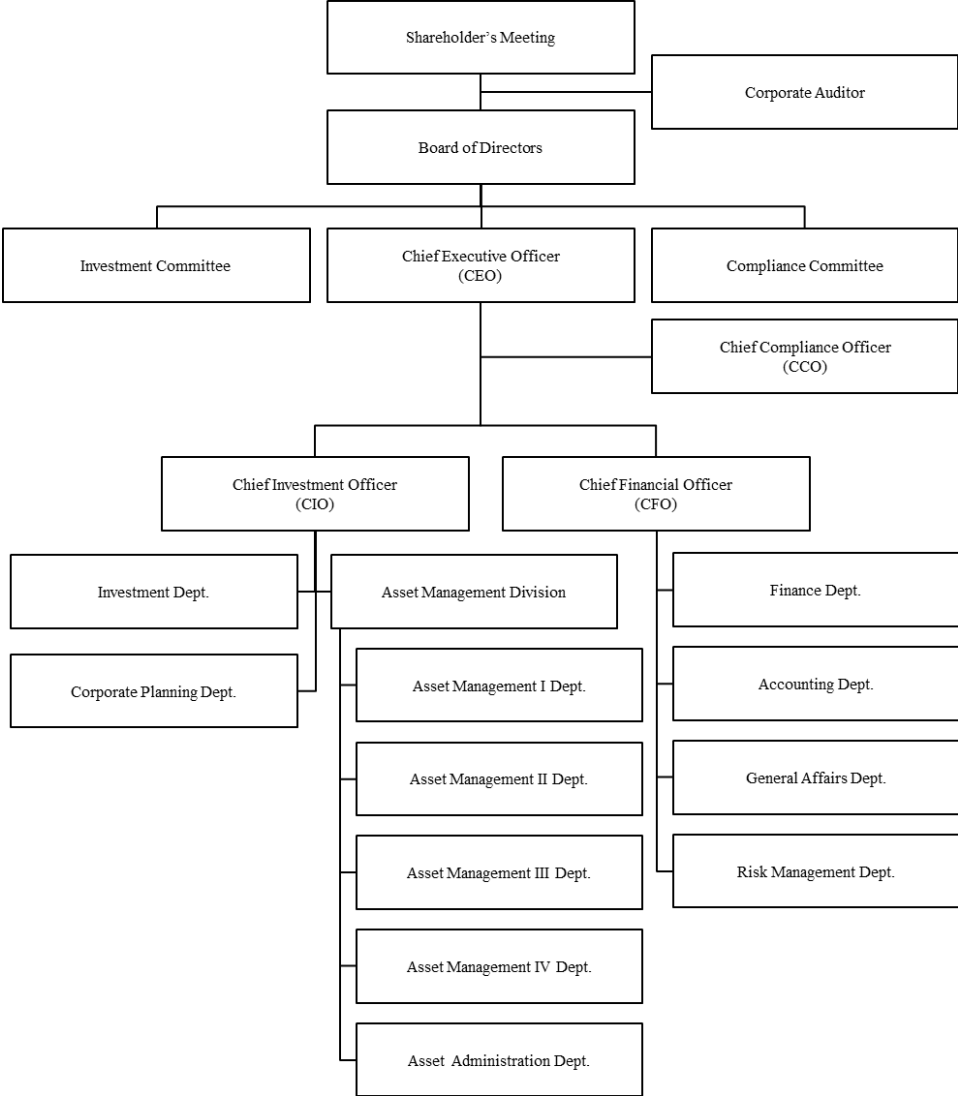 Shareholder’s Meeting
Corporate Auditor
Board of Directors
Investment Committee
Chief Executive Officer
(CEO)
Compliance Committee
Chief Compliance Officer
(CCO)
Chief Investment Officer
(CIO)
Chief Financial Officer
(CFO)
Investment Dept.
Asset Management Division
Finance Dept.
Corporate Planning Dept.
Asset Management I Dept.
Accounting Dept.
Asset Management II Dept.
General Affairs Dept.
Asset Management III Dept.
Risk Management Dept.
Asset Management IV Dept.
Asset Administration Dept.